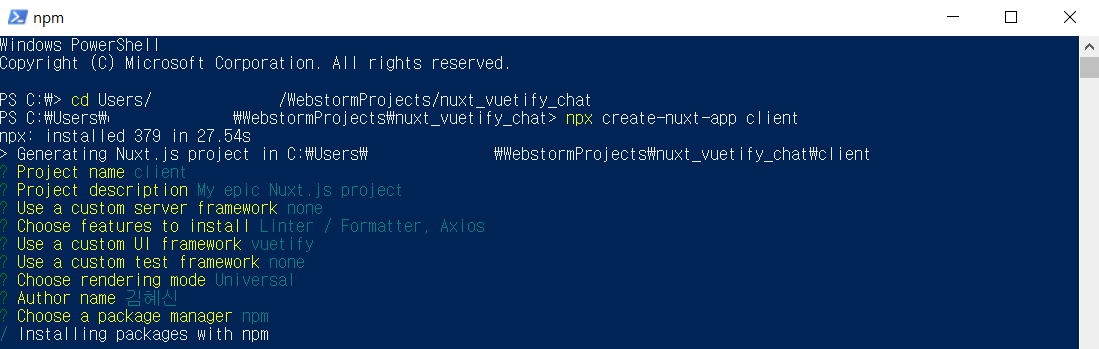 npm
Windows PowerShell
Copyright (C) Microsoft Corporation. All rights reserved.
PS C:₩> cd Users/ /WebstormProjects/nuxt_vuetify_chat
PS C:₩Users₩ ₩WebstormProjects₩nuxt_vuetify_chat> npx create-nuxt-app client
npx: installed 379 in 27.54s
> Generating Nuxt.js project in C:₩Users₩ ₩WebstormProjects₩nuxt_vuetify_chat₩client
? Project name client
? Project description My epic Nuxt.js project
? Use a custom server framework none
? Choose features to install Linter / Formatter, Axios
? Use a custom UI framework vuetify
? Use a custom test framework none
? Choose rendering mode Universal
? Author name 김혜신
? Choose a package manager npm
/ Installing packages with npm